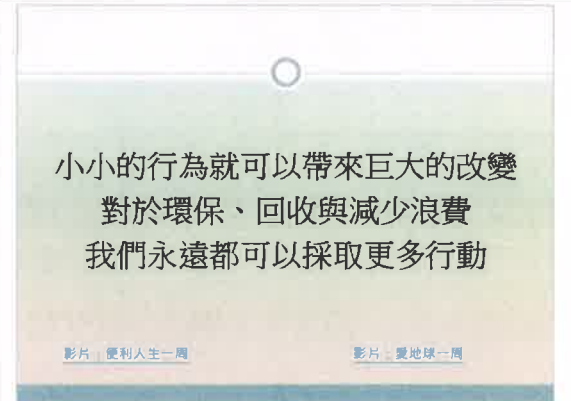 小小的行為就可以帶來巨大的改變
對於環保、回收與減少浪費
我們永遠都可以採取更多行動
影片：便利人生一周
影片：愛地球一周